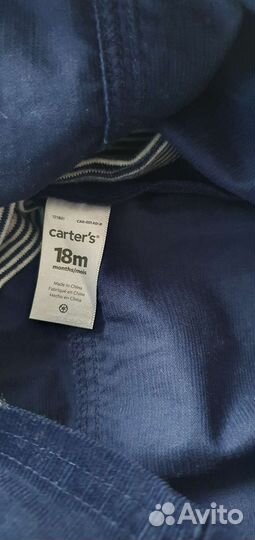 carter's®
18m
months/mois
Made in China
Fabriqué en Chine
Hecho en China
Avito